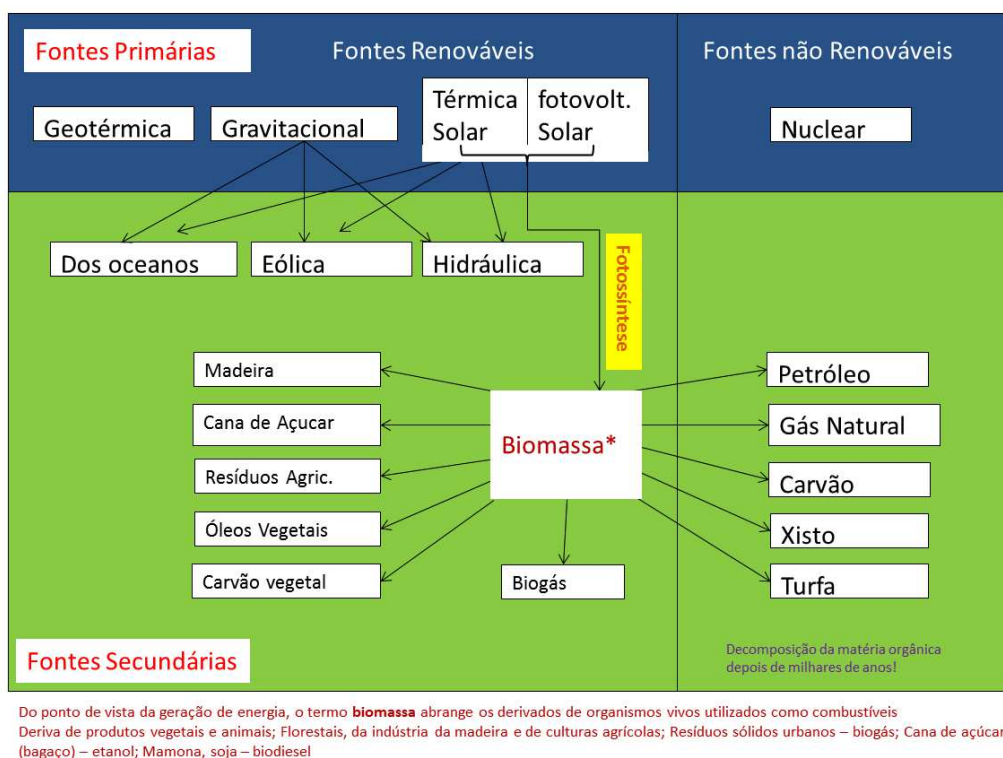 Fontes Primárias
Fontes Renováveis
Fontes não Renováveis
Geotérmica
Gravitacional
Térmica
Solar
fotovolt.
Solar
Nuclear
Dos oceanos
Eólica
Hidráulica
Fotossíntese
Madeira
Cana de Açucar
Resíduos Agric.
Óleos Vegetais
Carvão vegetal
Biomassa*
Biogás
Petróleo
Gás Natural
Carvão
Xisto
Turfa
Fontes Secundárias
Decomposição da matéria orgânica
depois de milhares de anos!
Do ponto de vista da geração de energia, o termo biomassa abrange os derivados de organismos vivos utilizados como combustíveis
Deriva de produtos vegetais e animais; Florestais, da indústria da madeira e de culturas agrícolas; Resíduos sólidos urbanos – biogás; Cana de açúcar
(bagaço) – etanol; Mamona, soja – biodiesel